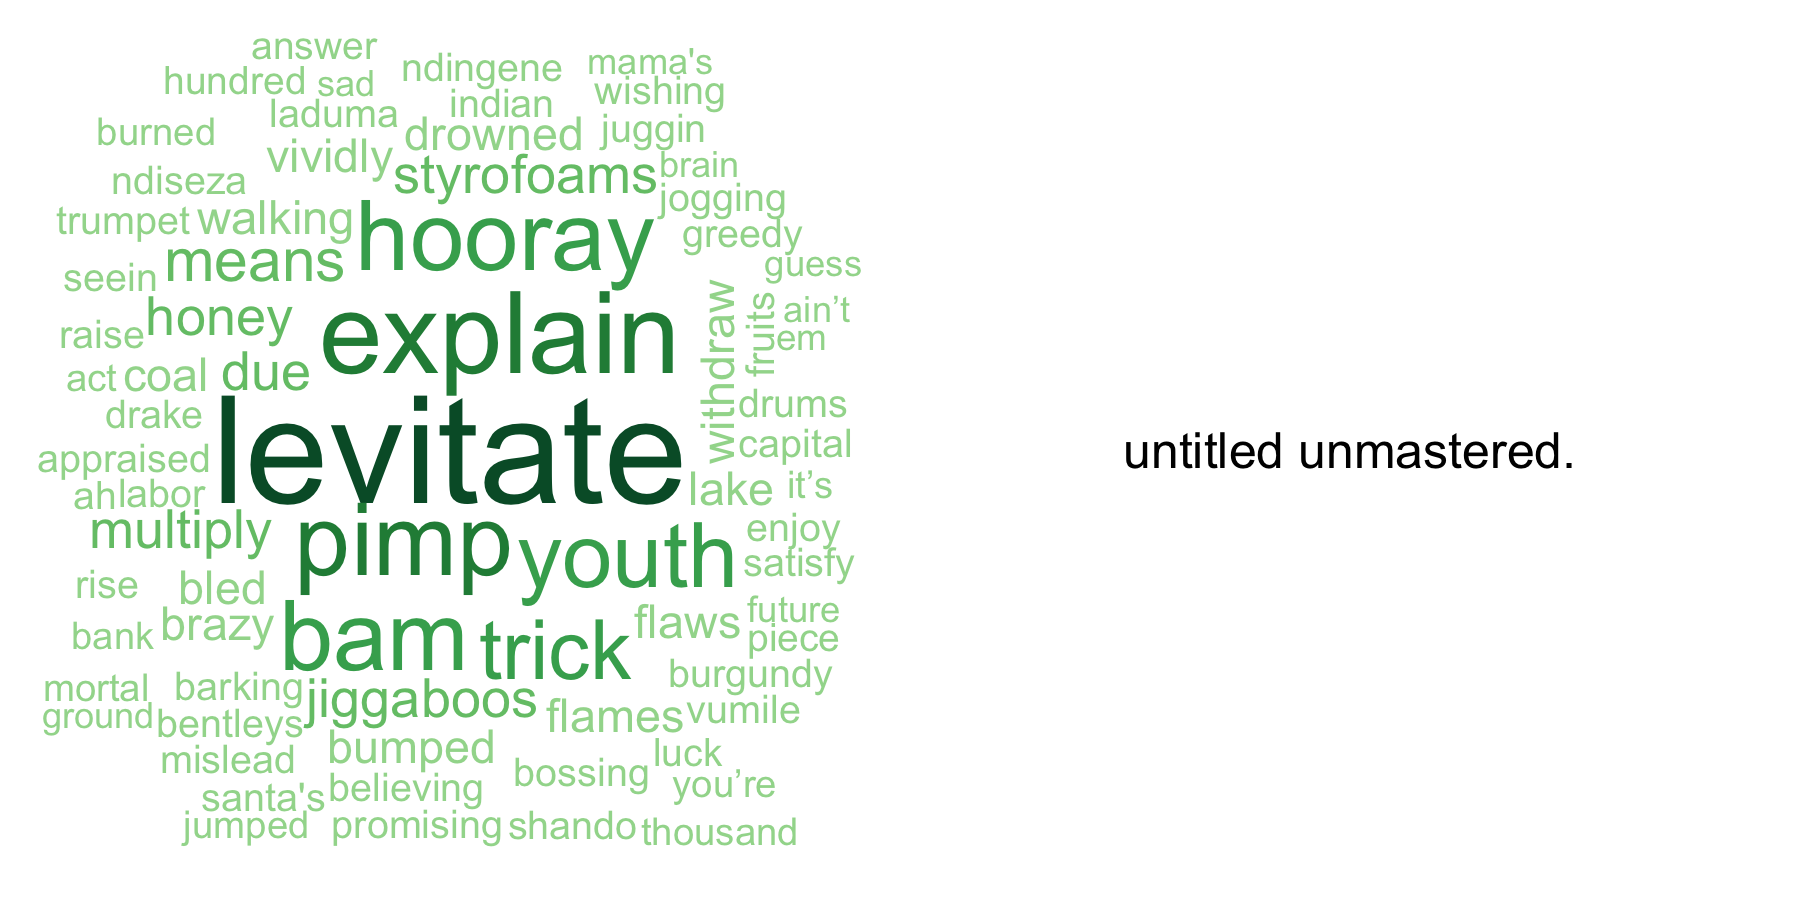 answer
ndingene
mama's
hundred
sad
wishing
laduma
indian
burned
drowned
juggin
vividly
styrofoams
brain
ndiseza
jogging
trumpet
walking
hooray
greedy
means
guess
seein
honey
explain
withdraw
fruits
ain’t
raise
em
act
coal
due
drake
levitate
drums
appraised
capital
ah
labor
lake
it’s
multiply
pimp
youth
enjoy
satisfy
rise
bled
brazy
bam
trick
flaws
future
bank
piece
mortal
barking
jiggaboos
burgundy
ground
bentleys
flames
vumile
mislead
bumped
luck
santa's
believing
bossing
you’re
jumped
promising
shando
thousand
untitled unmastered.